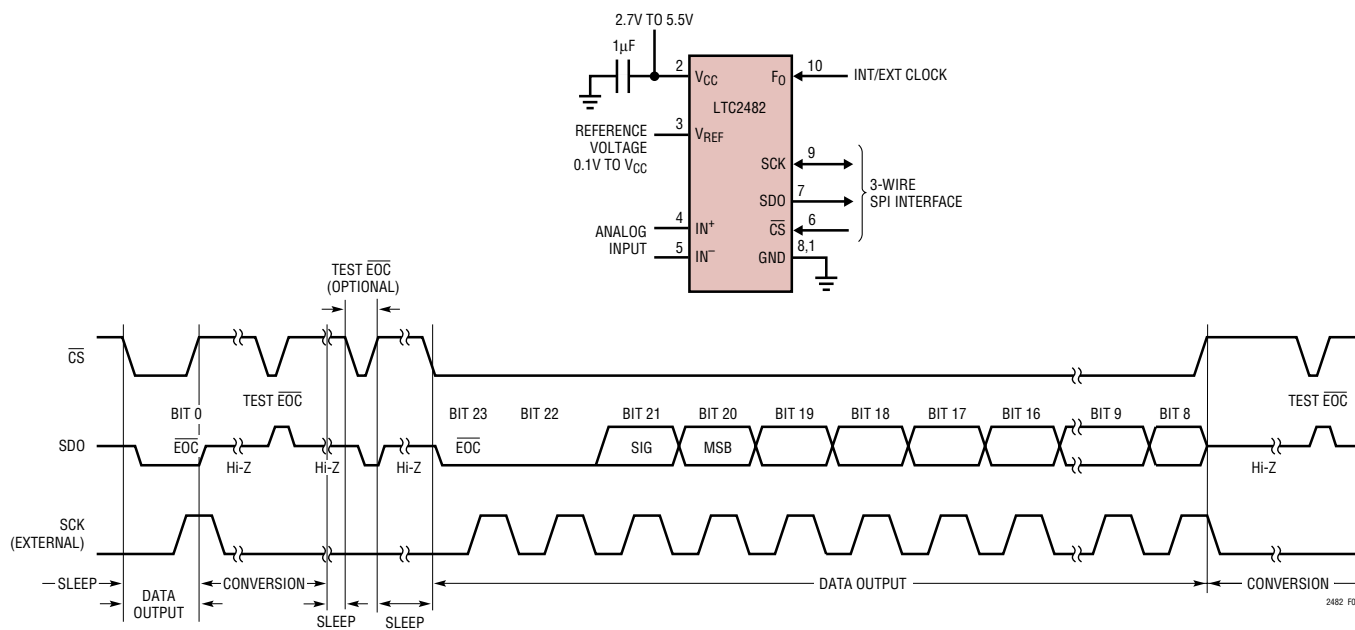 2.7V TO 5.5V
1μF
2
VCC
FO
10
INT/EXT CLOCK
LTC2482
REFERENCE
VOLTAGE
0.1V TO VCC
3
VREF
SCK
9
SDO
7
3-WIRE
SPI INTERFACE
CS
6
ANALOG
INPUT
4
IN+
5
IN−
GND
8,1
TEST EOC
(OPTIONAL)
CS
TEST EOC
TEST EOC
BIT 0
BIT 23
BIT 22
BIT 21
BIT 20
BIT 19
BIT 18
BIT 17
BIT 16
BIT 9
BIT 8
SDO
EOC
Hi-Z
Hi-Z
Hi-Z
EOC
SIG
MSB
Hi-Z
SCK
(EXTERNAL)
SLEEP
DATA
OUTPUT
CONVERSION
SLEEP
SLEEP
DATA OUTPUT
CONVERSION
2482 F0